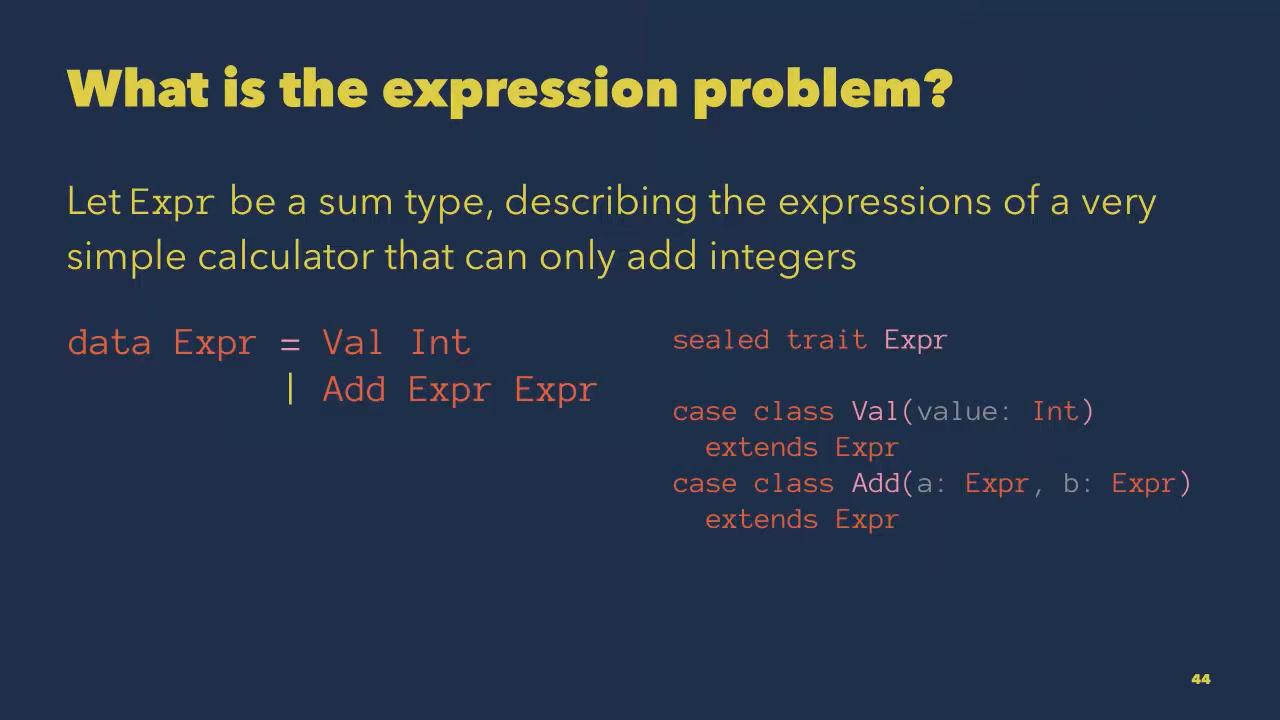 What is the expression problem?
Let Expr be a sum type, describing the expressions of a very
simple calculator that can only add integers
data Expr = Val Int
| Add Expr Expr
sealed trait Expr
case class Val(value: Int)
extends Expr
case class Add(a: Expr, b: Expr)
extends Expr
44